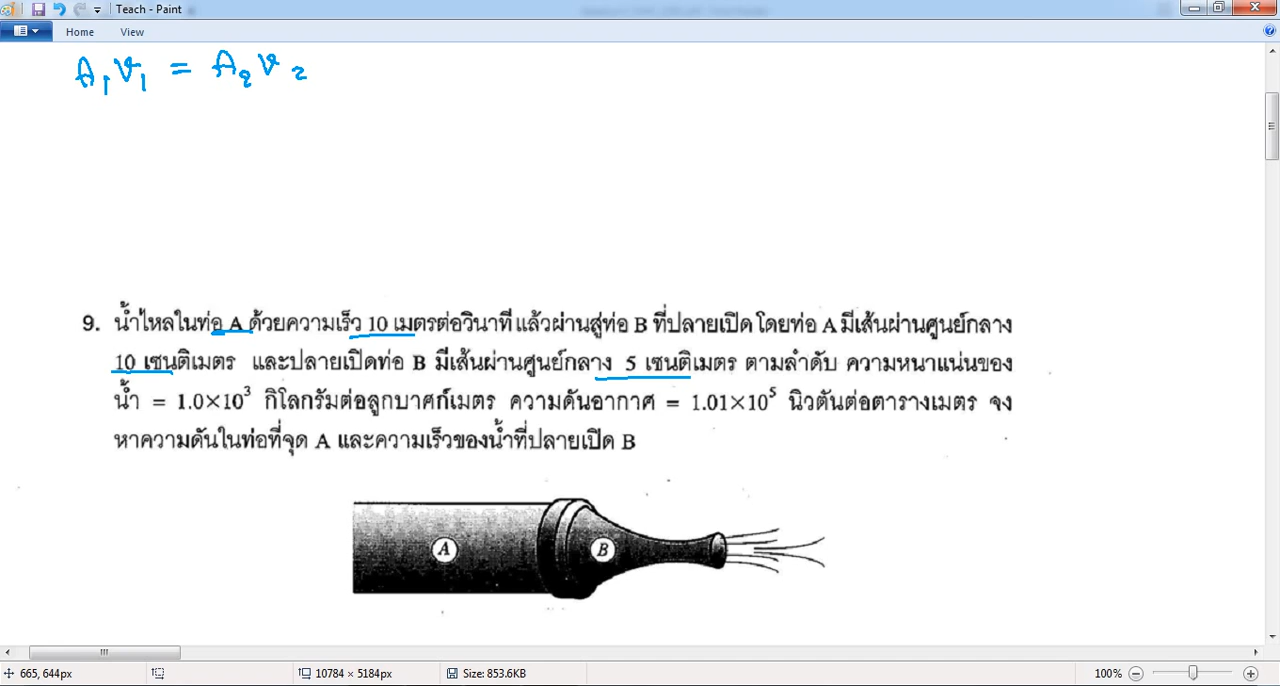 Teach - Paint
Home View
A₁V₁ = A₂V₂
9. น้ำไหลในท่อ A ด้วยความเร็ว 10 เมตรต่อวินาที แล้วผ่านสู่ท่อ B ที่ปลายเปิด โดยท่อ A มีเส้นผ่านศูนย์กลาง
10 เซนติเมตร และปลายเปิดท่อ B มีเส้นผ่านศูนย์กลาง 5 เซนติเมตร ตามลำดับ ความหนาแน่นของ
น้ำ = 1.0×10³ กิโลกรัมต่อลูกบาศก์เมตร ความดันอากาศ = 1.01×10⁵ นิวตันต่อตารางเมตร จง
หาความดันในท่อที่จุด A และความเร็วของน้ำที่ปลายเปิด B
A B
665, 644px 10784 × 5184px Size: 853.6KB 100%